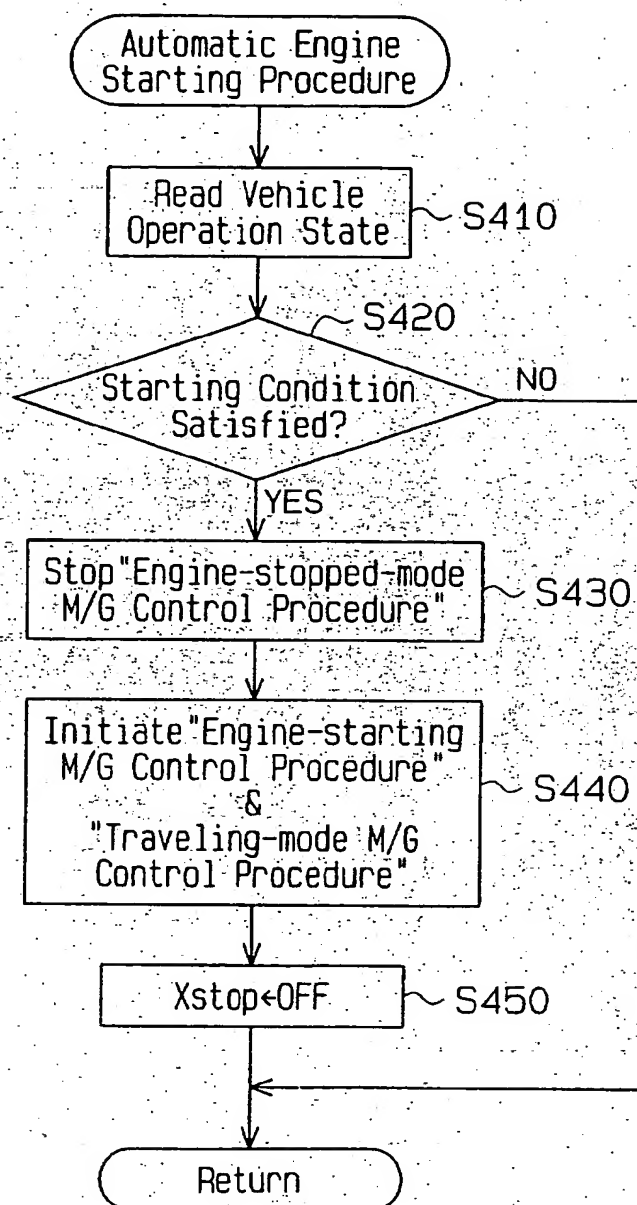 Automatic Engine
Starting Procedure
Read Vehicle
Operation State
S410
S420
Starting Condition
Satisfied?
NO
YES
Stop "Engine-stopped-mode
M/G Control Procedure"
S430
Initiate "Engine-starting
M/G Control Procedure"
&
"Traveling-mode M/G
Control Procedure"
S440
Xstop←OFF
S450
Return